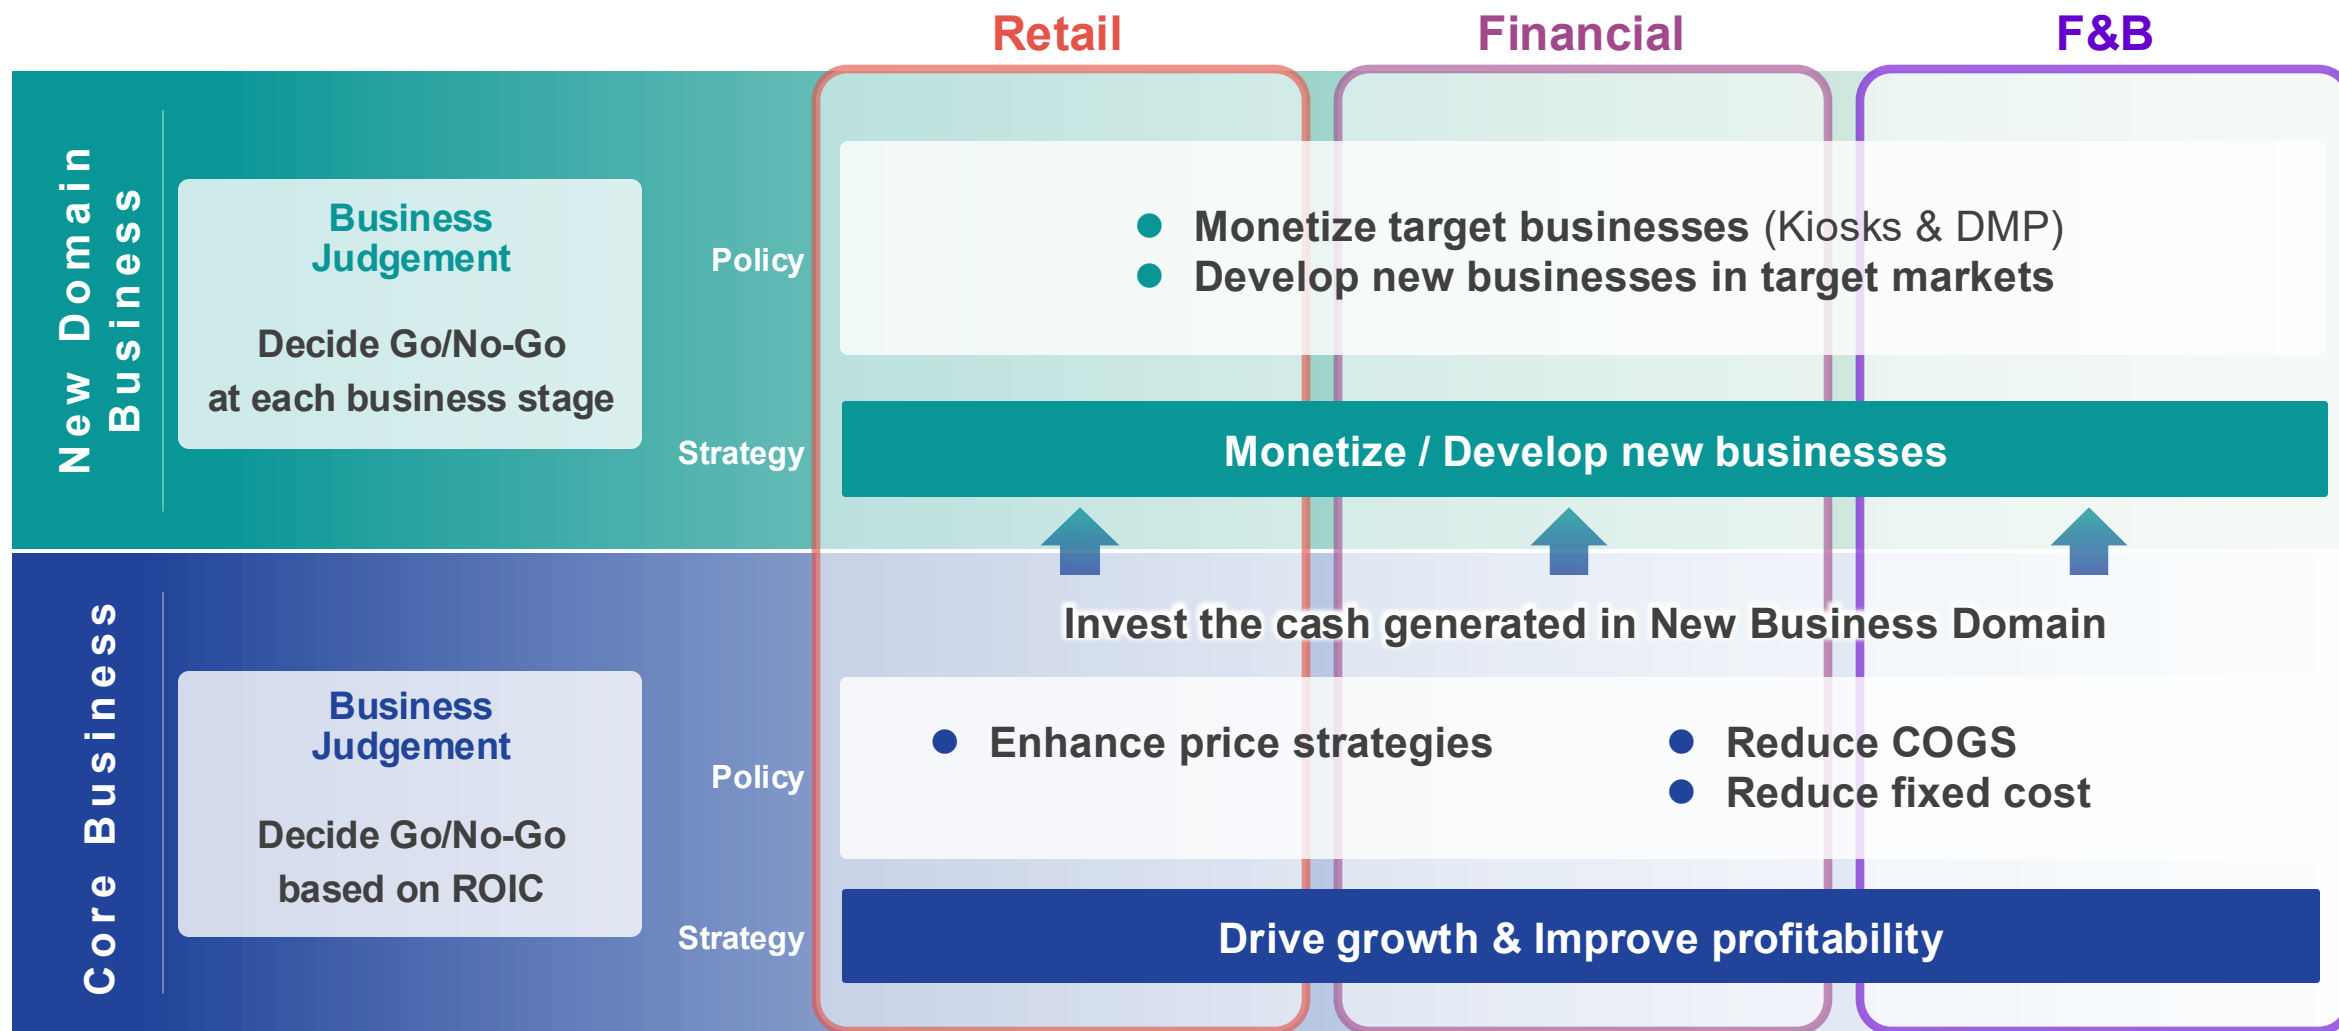 Retail
Financial
F&B
New Domain
Business
Business
Judgement
Decide Go/No-Go
at each business stage
Policy
● Monetize target businesses (Kiosks & DMP)
● Develop new businesses in target markets
Strategy
Monetize / Develop new businesses
Invest the cash generated in New Business Domain
Core Business
Business
Judgement
Decide Go/No-Go
based on ROIC
Policy
● Enhance price strategies
● Reduce COGS
● Reduce fixed cost
Strategy
Drive growth & Improve profitability